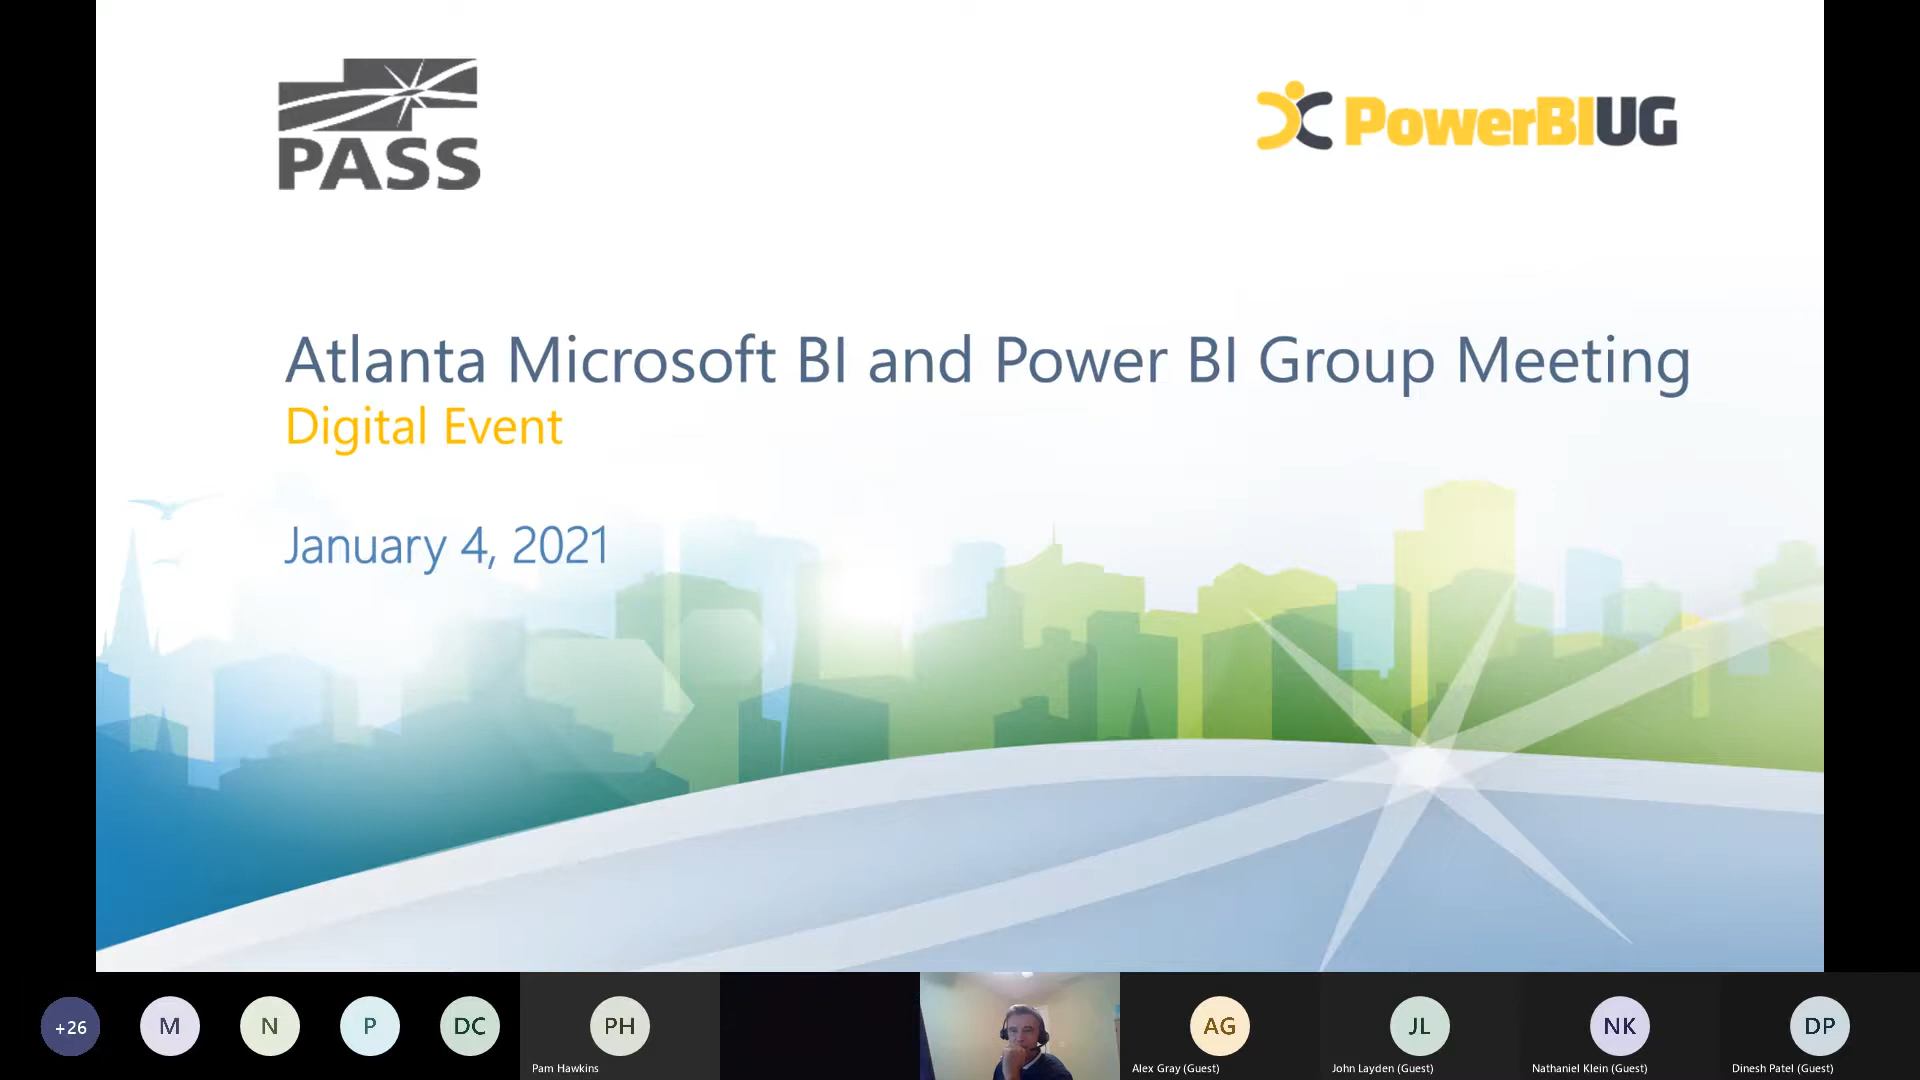 PASS
PowerBIUG
Atlanta Microsoft BI and Power BI Group Meeting
Digital Event
January 4, 2021
+26
M
N
P
DC
PH
Pam Hawkins
AG
Alex Gray (Guest)
JL
John Layden (Guest)
NK
Nathaniel Klein (Guest)
DP
Dinesh Patel (Guest)